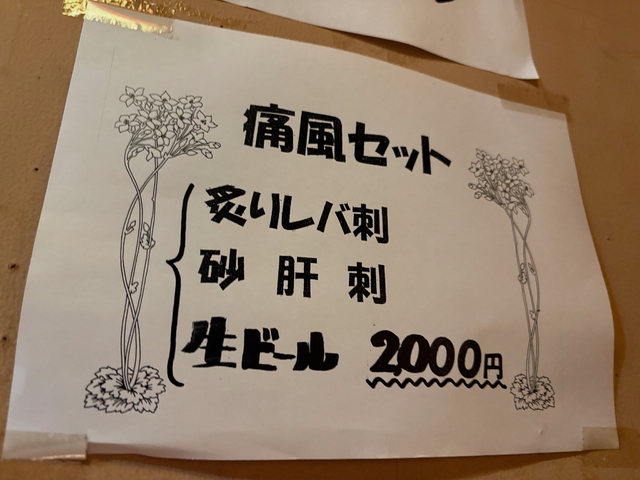 痛風セット
炙りレバ刺
砂肝刺
生ビール 2,000円